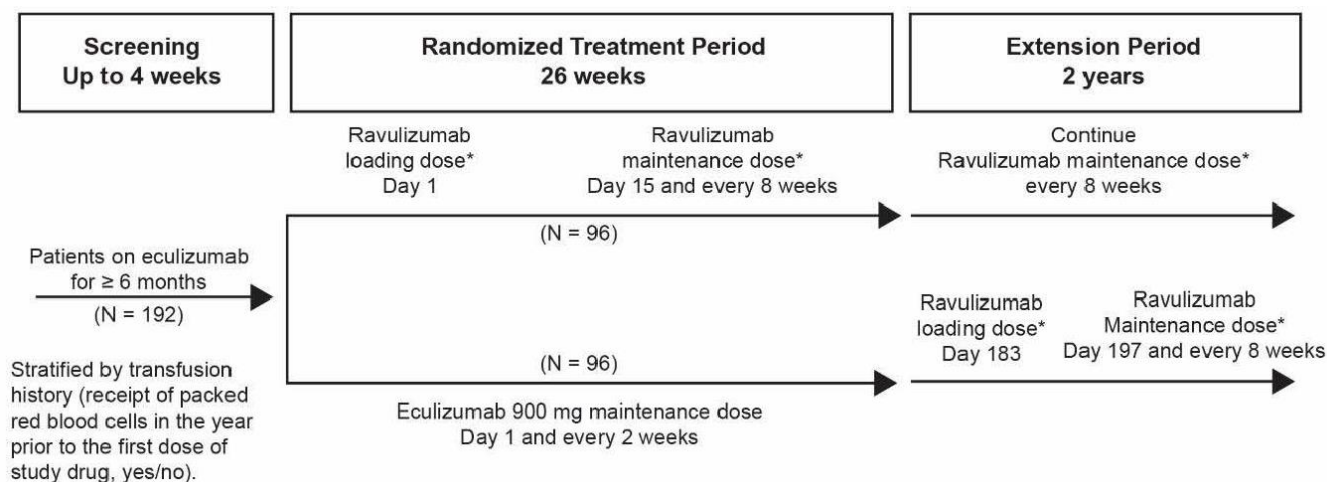 Screening
Up to 4 weeks
Randomized Treatment Period
26 weeks
Extension Period
2 years
Ravulizumab
loading dose*
Day 1
Ravulizumab
maintenance dose*
Day 15 and every 8 weeks
Continue
Ravulizumab maintenance dose*
every 8 weeks
(N = 96)
Patients on eculizumab
for ≥ 6 months
(N = 192)
Stratified by transfusion
history (receipt of packed
red blood cells in the year
prior to the first dose of
study drug, yes/no).
(N = 96)
Eculizumab 900 mg maintenance dose
Day 1 and every 2 weeks
Ravulizumab
loading dose*
Day 183
Ravulizumab
Maintenance dose*
Day 197 and every 8 weeks